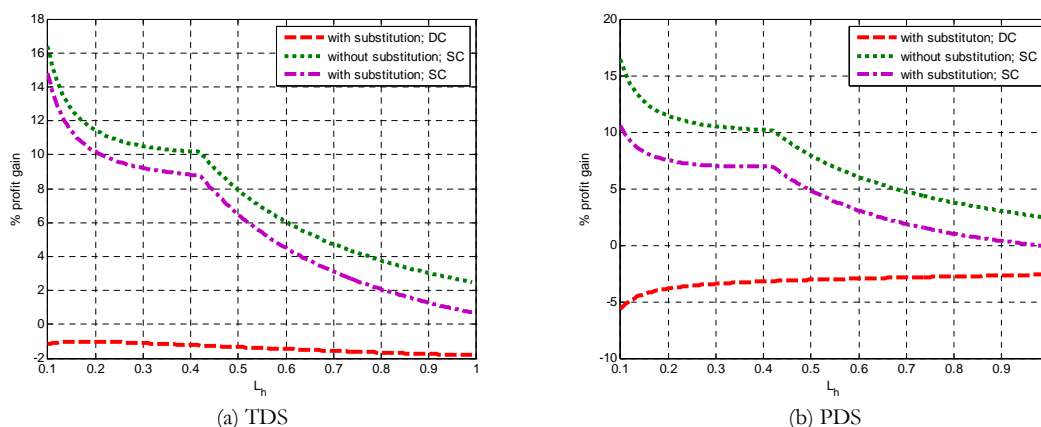 18
16
14
12
10
8
6
4
2
0
-2
% profit gain
with substitution; DC
without substituton; SC
with substitution; SC
0.1 0.2 0.3 0.4 0.5 0.6 0.7 0.8 0.9 1
L_h
(a) TDS
20
15
10
5
0
-5
-10
% profit gain
with substitution; DC
without substitution; SC
with substitution; SC
0.1 0.2 0.3 0.4 0.5 0.6 0.7 0.8 0.9
L_h
(b) PDS